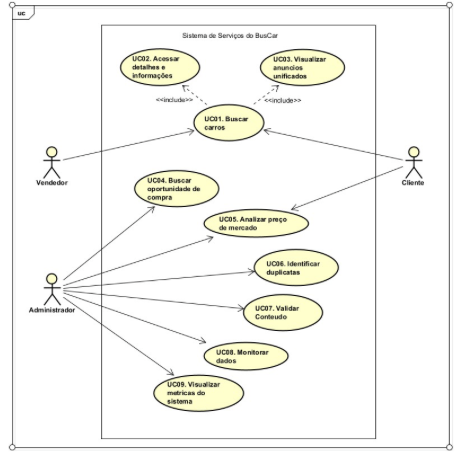 uc
Sistema de Serviços do BusCar
UC02. Acessar
detalhes e
informações
UC03. Visualizar
anuncios
unificados
<<include>>
<<include>>
UC01. Buscar
carros
Vendedor
Cliente
UC04. Buscar
oportunidade de
compra
UC05. Analizar preço
de mercado
UC06. Identificar
duplicatas
Administrador
UC07. Validar
Conteudo
UC08. Monitorar
dados
UC09. Visualizar
metricas do
sistema